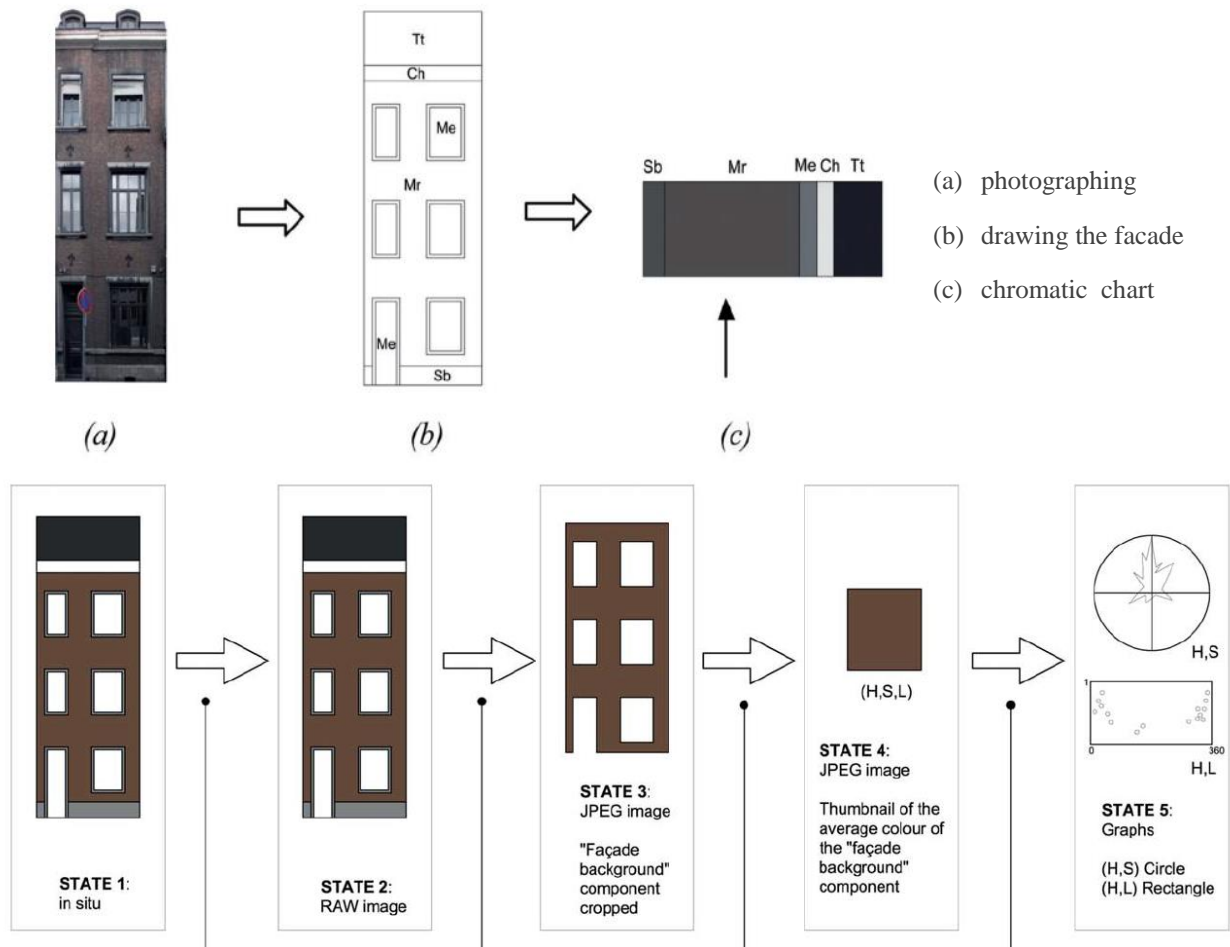 Tt
Ch
Me
Mr
Me
Sb
Sb Mr Me Ch Tt
(a) photographing
(b) drawing the facade
(c) chromatic chart
(a) (b) (c)
STATE 1:
in situ
STATE 2:
RAW image
STATE 3:
JPEG image
"Façade
background"
component
cropped
(H,S,L)
STATE 4:
JPEG image
Thumbnail of the
average colour of
the "façade
background"
component
H,S
1
0 360
H,L
STATE 5:
Graphs
(H,S) Circle
(H,L) Rectangle